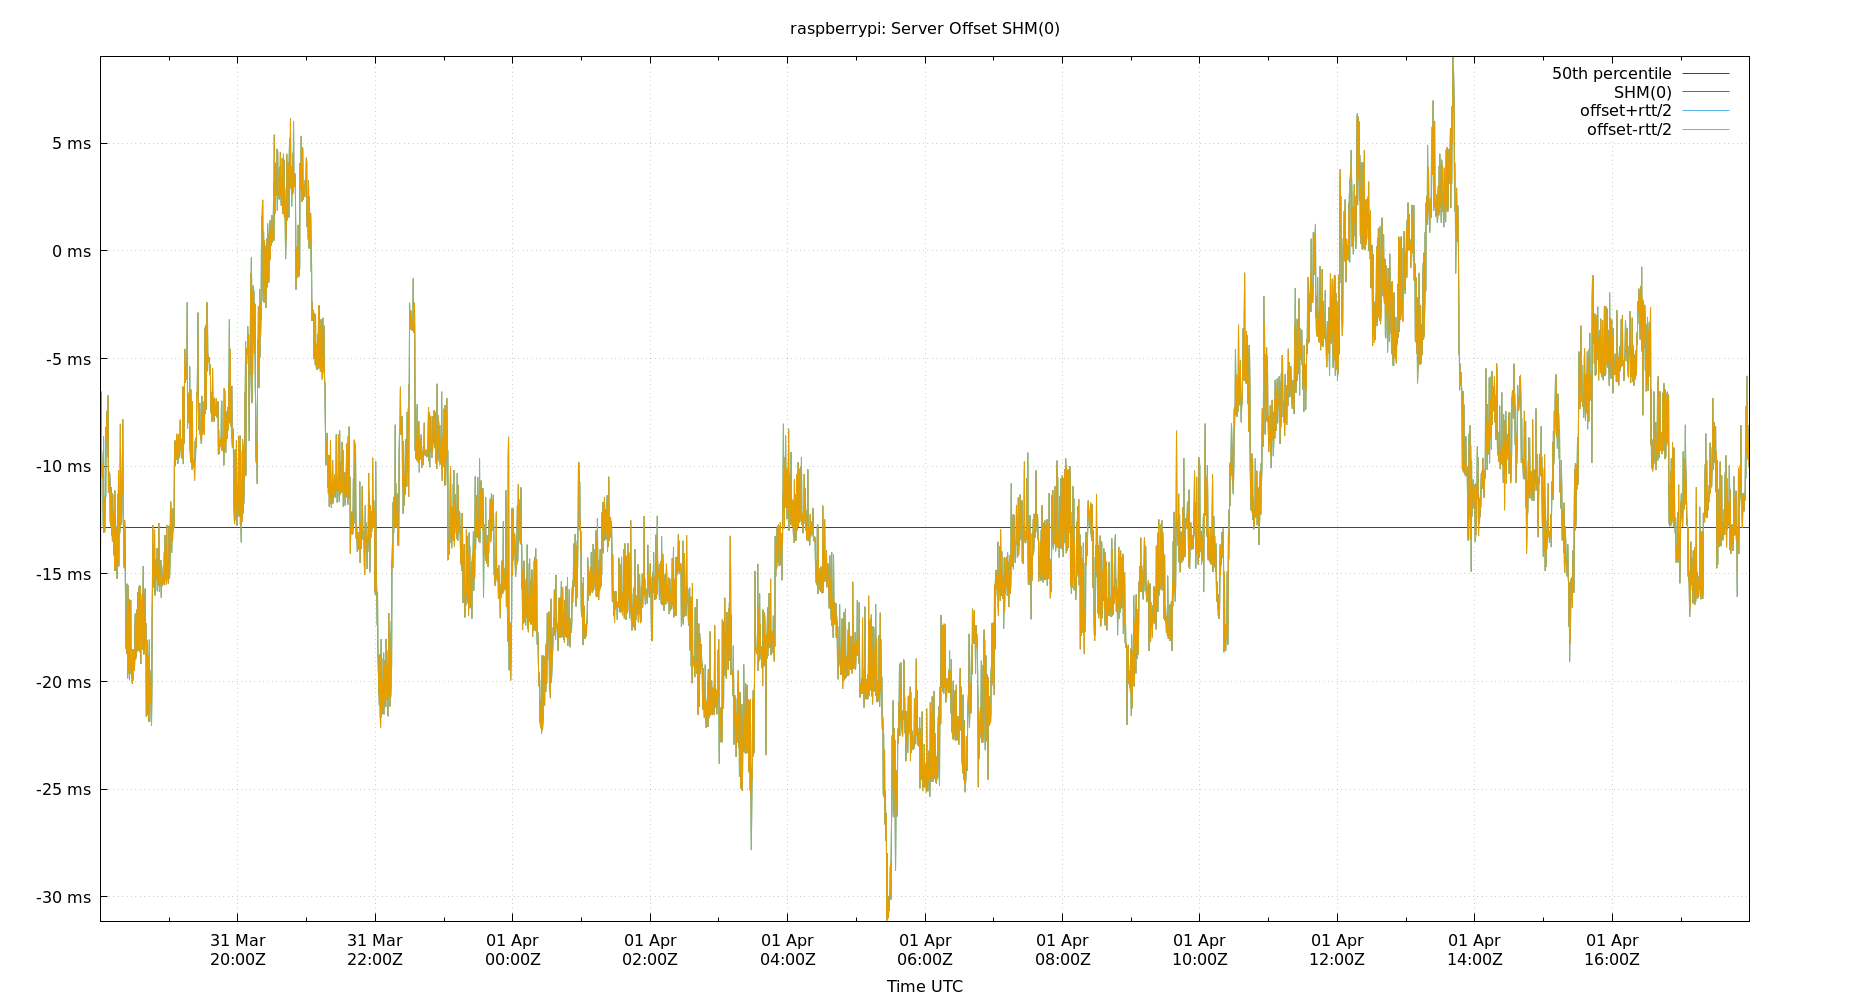 raspberrypi: Server Offset SHM(0)
50th percentile
SHM(0)
offset+rtt/2
offset-rtt/2
5 ms
0 ms
-5 ms
-10 ms
-15 ms
-20 ms
-25 ms
-30 ms
31 Mar 31 Mar 01 Apr 01 Apr 01 Apr 01 Apr 01 Apr 01 Apr 01 Apr 01 Apr 01 Apr
20:00Z 22:00Z 00:00Z 02:00Z 04:00Z 06:00Z 08:00Z 10:00Z 12:00Z 14:00Z 16:00Z
Time UTC